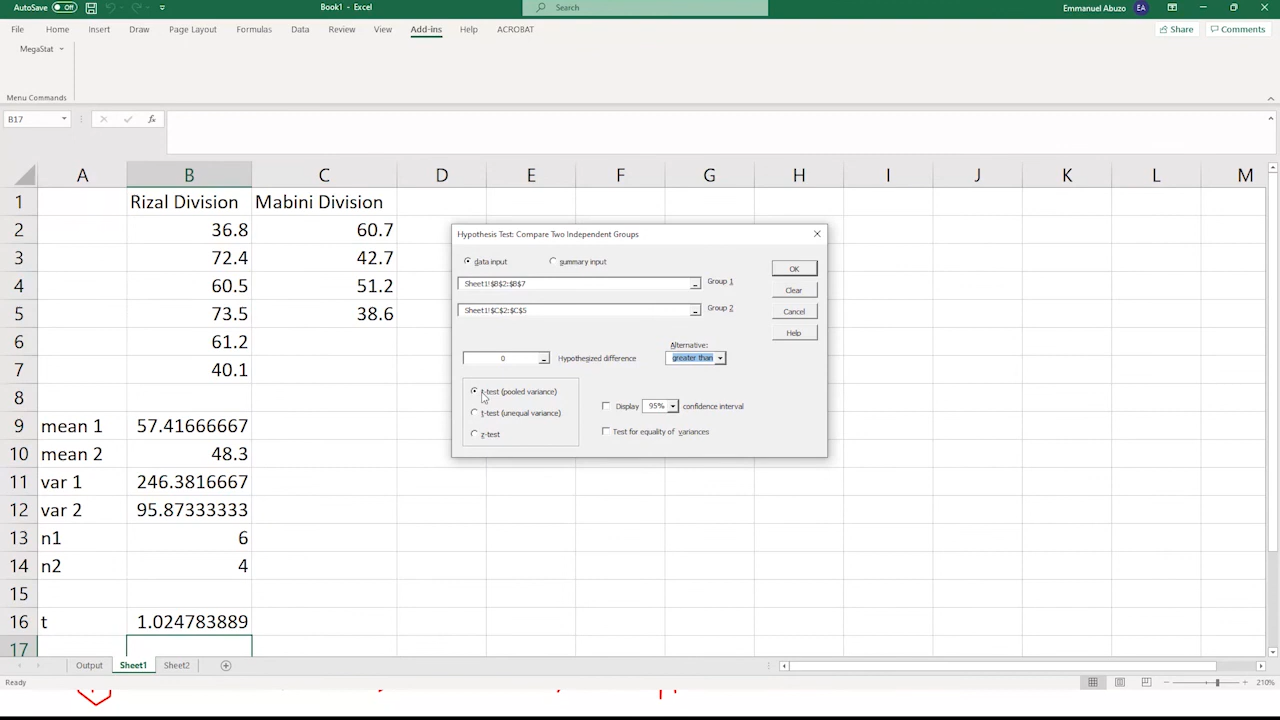 AutoSave Off Book1 - Excel Search Emmanuel Abuzo EA
File Home Insert Draw Page Layout Formulas Data Review View Add-ins Help ACROBAT Share Comments
MegaStat
Menu Commands
B17 fx
A B C D E F G H I J K L M
1 Rizal Division Mabini Division
2 36.8 60.7
3 72.4 42.7
4 60.5 51.2
5 73.5 38.6
6 61.2
7 40.1
8
9 mean 1 57.41666667
10 mean 2 48.3
11 var 1 246.3816667
12 var 2 95.87333333
13 n1 6
14 n2 4
15
16 t 1.024783889
17
Hypothesis Test: Compare Two Independent Groups
data input summary input
Sheet1!$B$2:$B$7 _ Group 1
Sheet1!$C$2:$C$5 _ Group 2
OK
Clear
Cancel
Help
Alternative:
0 _ Hypothesized difference greater than
t-test (pooled variance)
t-test (unequal variance)
z-test
Display 95% confidence interval
Test for equality of variances
Output Sheet1 Sheet2
Ready 210%